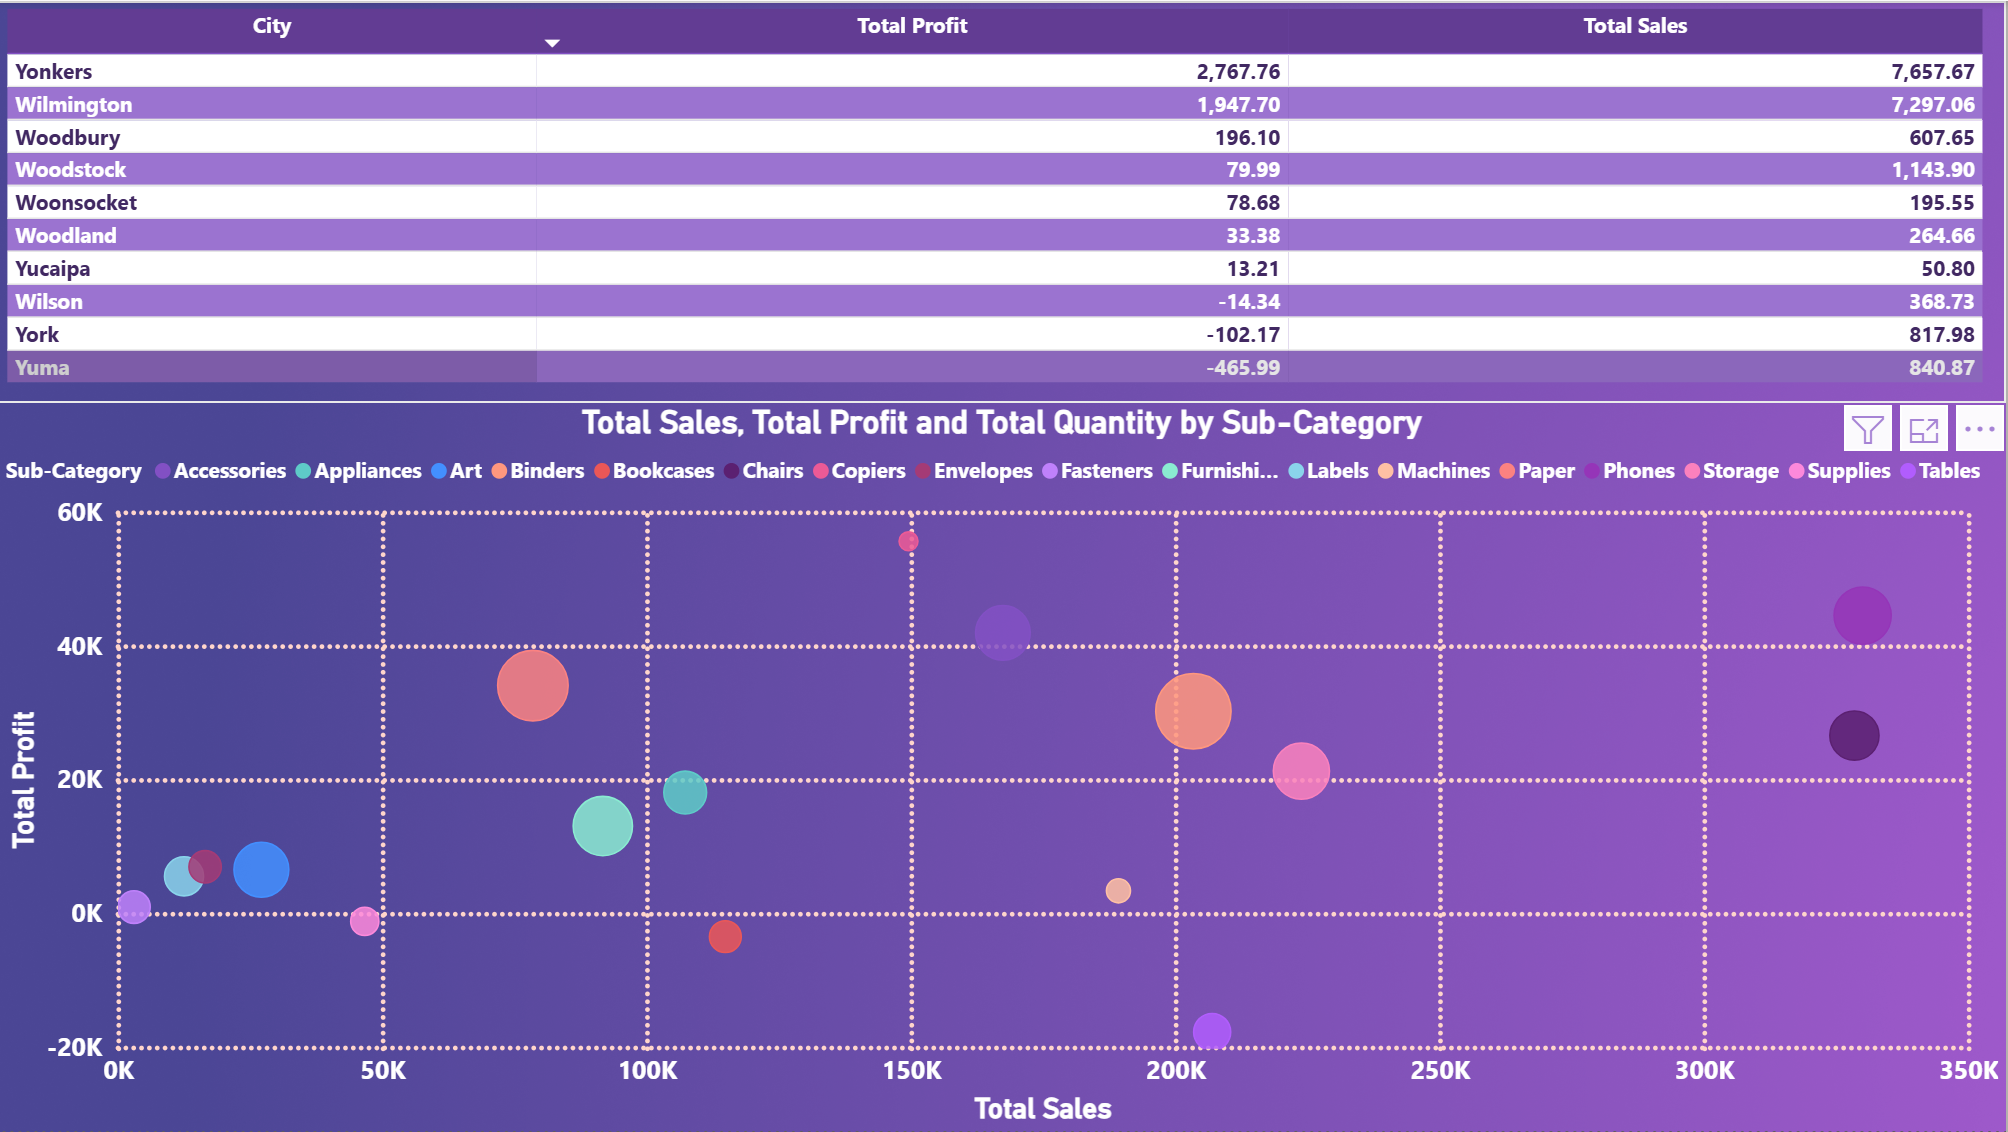 City Total Profit Total Sales
Yonkers 2,767.76 7,657.67
Wilmington 1,947.70 7,297.06
Woodbury 196.10 607.65
Woodstock 79.99 1,143.90
Woonsocket 78.68 195.55
Woodland 33.38 264.66
Yucaipa 13.21 50.80
Wilson -14.34 368.73
York -102.17 817.98
Yuma -465.99 840.87
Total Sales, Total Profit and Total Quantity by Sub-Category
Sub-Category Accessories Appliances Art Binders Bookcases Chairs Copiers Envelopes Fasteners Furnishi... Labels Machines Paper Phones Storage Supplies Tables
60K
40K
20K
0K
-20K
Total Profit
0K 50K 100K 150K 200K 250K 300K 350K
Total Sales